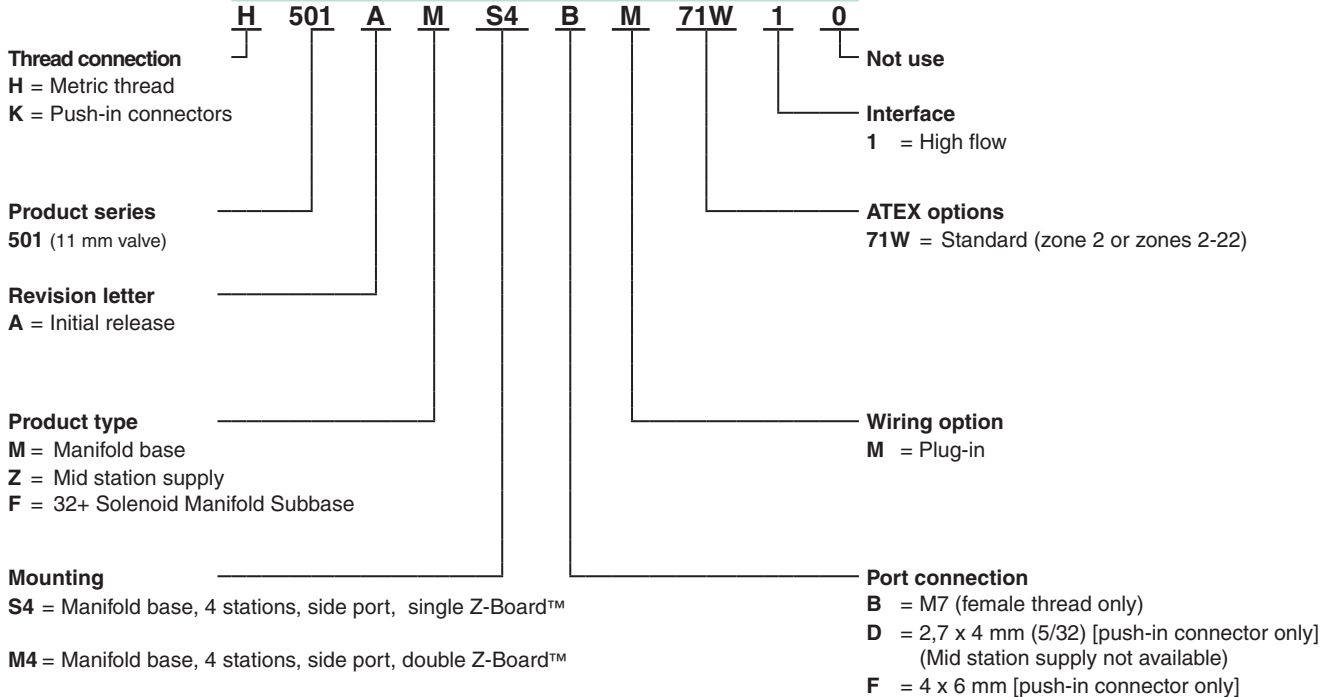 H 501 A M S4 B M 71W 1 0
Thread connection
H = Metric thread
K = Push-in connectors
Product series
501 (11 mm valve)
Revision letter
A = Initial release
Product type
M = Manifold base
Z = Mid station supply
F = 32+ Solenoid Manifold Subbase
Mounting
S4 = Manifold base, 4 stations, side port, single Z-Board™
M4 = Manifold base, 4 stations, side port, double Z-Board™
Not use
Interface
1 = High flow
ATEX options
71W = Standard (zone 2 or zones 2-22)
Wiring option
M = Plug-in
Port connection
B = M7 (female thread only)
D = 2,7 x 4 mm (5/32) [push-in connector only]
(Mid station supply not available)
F = 4 x 6 mm [push-in connector only]